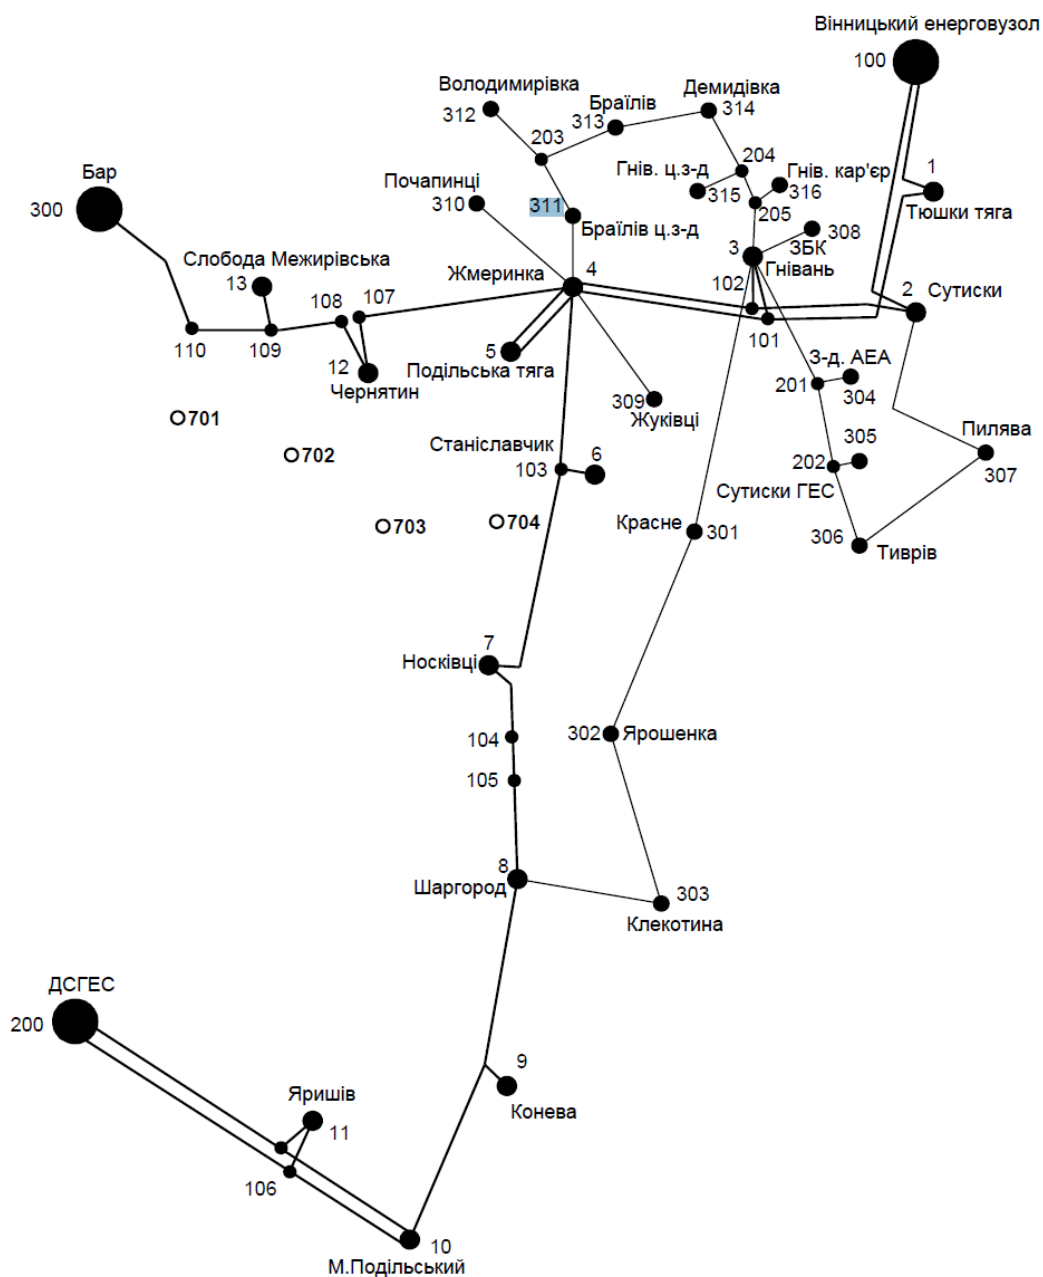 Вінницький енерговузол
100
Володимирівка
312
Браїлів
313
Демидівка
314
203
204
Гнів. ц.з-д
315
Гнів. кар'єр
316
205
1
Тюшки тяга
Бар
300
Почапинці
310
311
Браїлів ц.з-д
308
ЗБК
3
Гнівань
Слобода Межирівська
13
Жмеринка
4
102
2
Сутиски
108
107
110
109
101
12
Чернятин
5
Подільська тяга
З-д. АЕА
201
304
309
Жуківці
О701
О702
Станіславчик
103
6
305
202
Сутиски ГЕС
Пилява
307
О703
О704
Красне
301
306
Тиврів
7
Носківці
104
302
Ярошенка
105
8
Шаргород
303
Клекотина
ДСГЕС
200
9
Конева
Яришів
11
106
10
М.Подільський